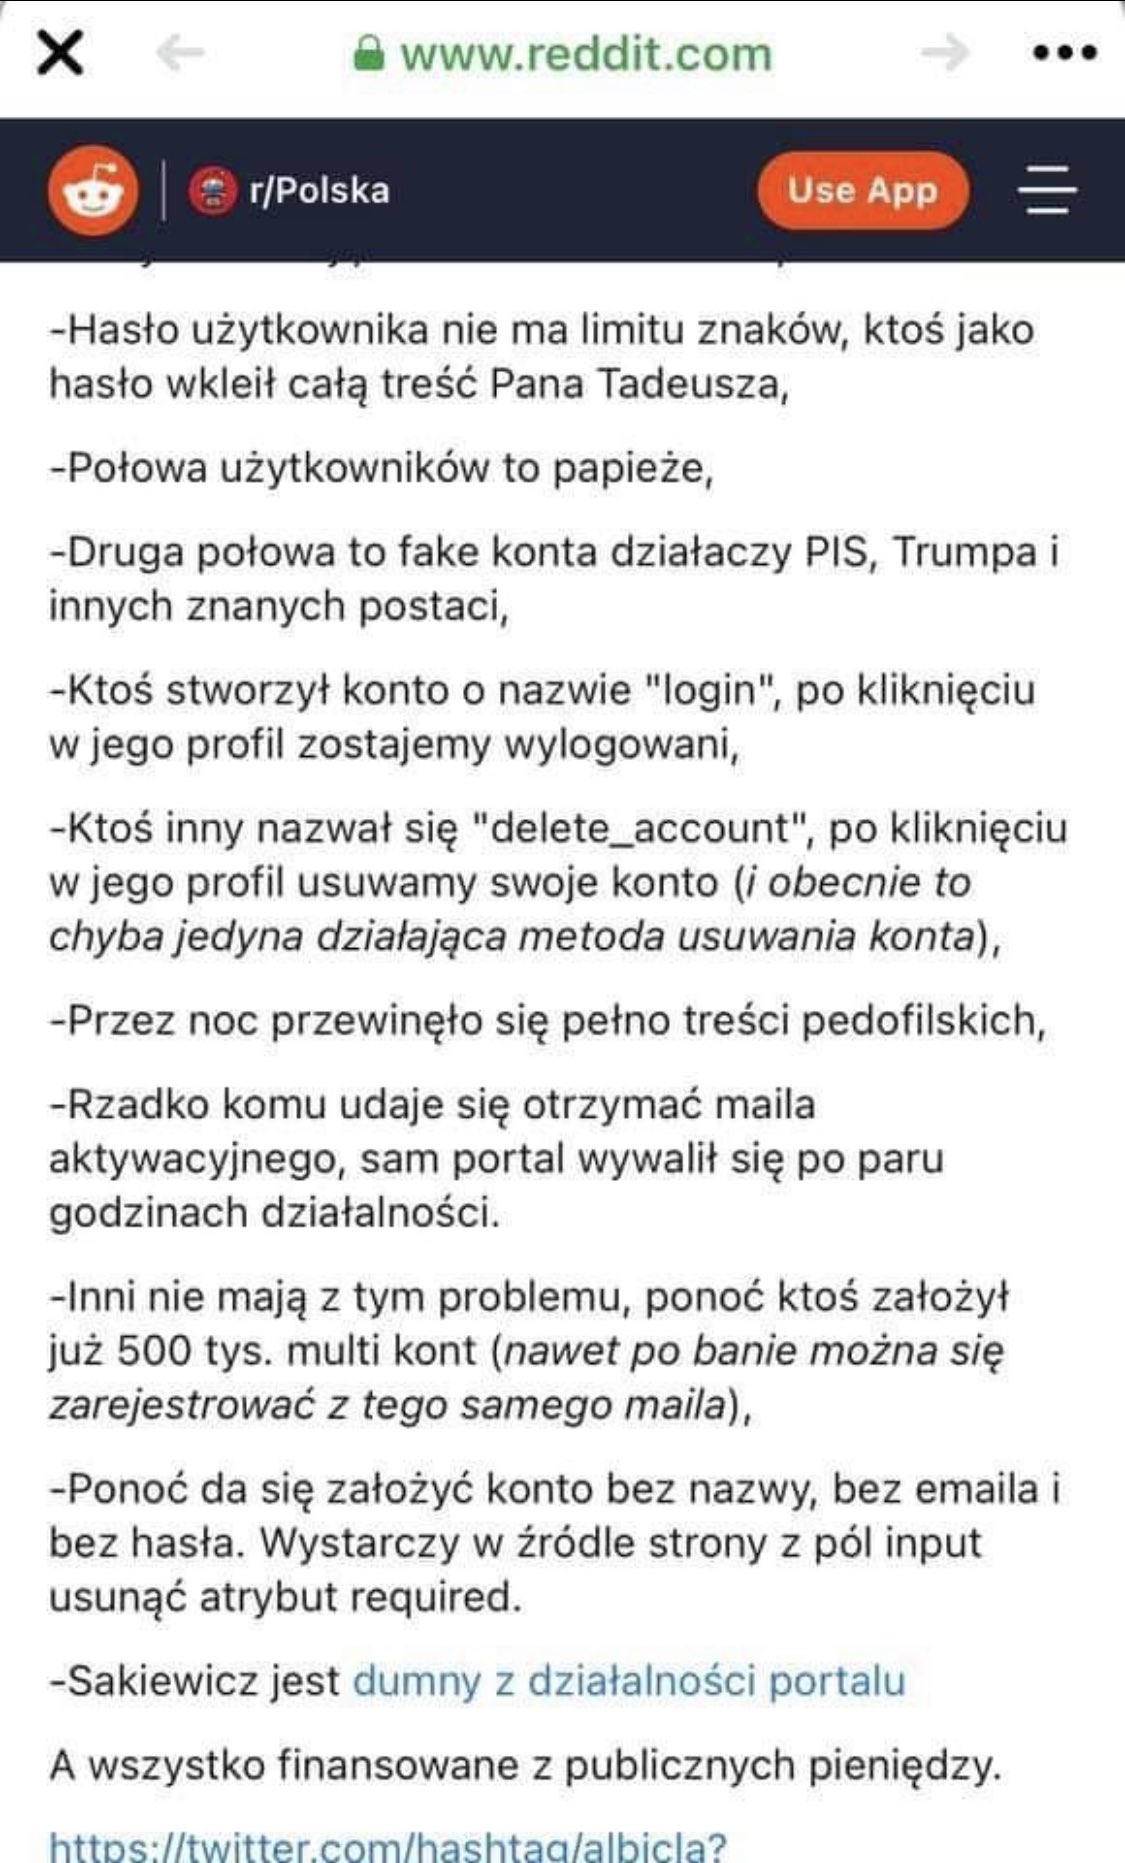 www.reddit.com
r/Polska
Use App
-Hasło użytkownika nie ma limitu znaków, ktoś jako
hasło wkleił całą treść Pana Tadeusza,
-Połowa użytkowników to papieże,
-Druga połowa to fake konta działaczy PIS, Trumpa i
innych znanych postaci,
-Ktoś stworzył konto o nazwie "login", po kliknięciu
w jego profil zostajemy wylogowani,
-Ktoś inny nazwał się "delete_account", po kliknięciu
w jego profil usuwamy swoje konto (i obecnie to
chyba jedyna działająca metoda usuwania konta),
-Przez noc przewinęło się pełno treści pedofilskich,
-Rzadko komu udaje się otrzymać maila
aktywacyjnego, sam portal wywalił się po paru
godzinach działalności.
-Inni nie mają z tym problemu, ponoć ktoś założył
już 500 tys. multi kont (nawet po banie można się
zarejestrować z tego samego maila),
-Ponoć da się założyć konto bez nazwy, bez emaila i
bez hasła. Wystarczy w źródle strony z pól input
usunąć atrybut required.
-Sakiewicz jest dumny z działalności portalu
A wszystko finansowane z publicznych pieniędzy.
https://twitter.com/hashtag/albicla?